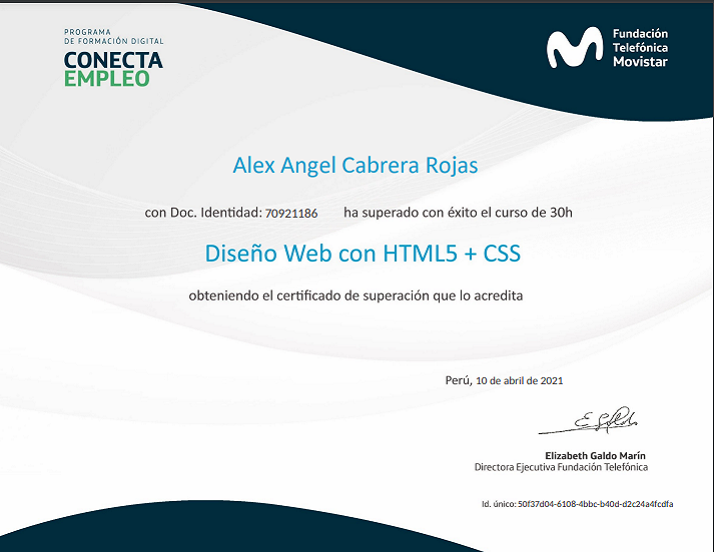 PROGRAMA
DE FORMACIÓN DIGITAL
CONECTA
EMPLEO
Fundación
Telefónica
Movistar
Alex Angel Cabrera Rojas
con Doc. Identidad: 70921186 ha superado con éxito el curso de 30h
Diseño Web con HTML5 + CSS
obteniendo el certificado de superación que lo acredita
Perú, 10 de abril de 2021
Elizabeth Galdo Marín
Directora Ejecutiva Fundación Telefónica
Id. único: 50f37d04-6108-4bbc-b40d-d2c24a4fcdfa